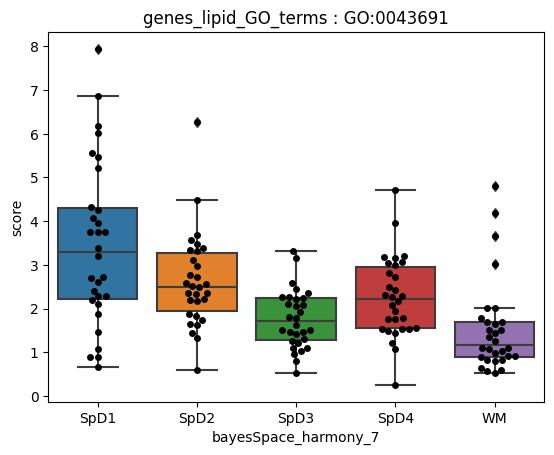 genes_lipid_GO_terms : GO:0043691
8
7
6
5
4
3
2
1
0
score
SpD1 SpD2 SpD3 SpD4 WM
bayesSpace_harmony_7